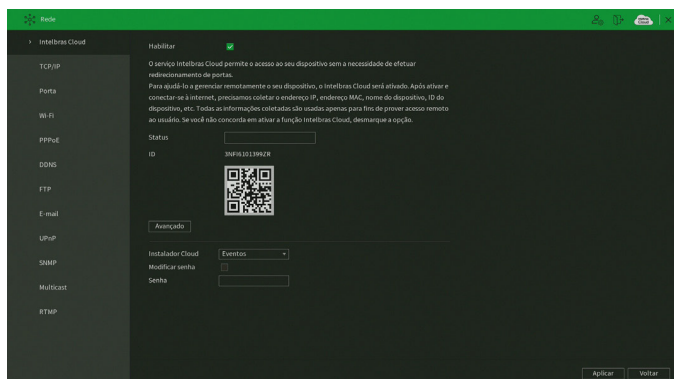 Rede
Intelbras Cloud
TCP/IP
Porta
Wi-Fi
PPPoE
DDNS
FTP
E-mail
UPnP
SNMP
Multicast
RTMP
Habilitar
O serviço Intelbras Cloud permite o acesso ao seu dispositivo sem a necessidade de efetuar
redirecionamento de portas.
Para ajudá-lo a gerenciar remotamente o seu dispositivo, o Intelbras Cloud será ativado. Após ativar e
conectar-se à internet, precisamos coletar o endereço IP, endereço MAC, nome do dispositivo, ID do
dispositivo, etc. Todas as informações coletadas são usadas apenas para fins de prover acesso remoto
ao usuário. Se você não concorda em ativar a função Intelbras Cloud, desmarque a opção.
Status
ID 3NFI6101399ZR
Avançado
Instalador Cloud Eventos
Modificar senha
Senha
Aplicar Voltar